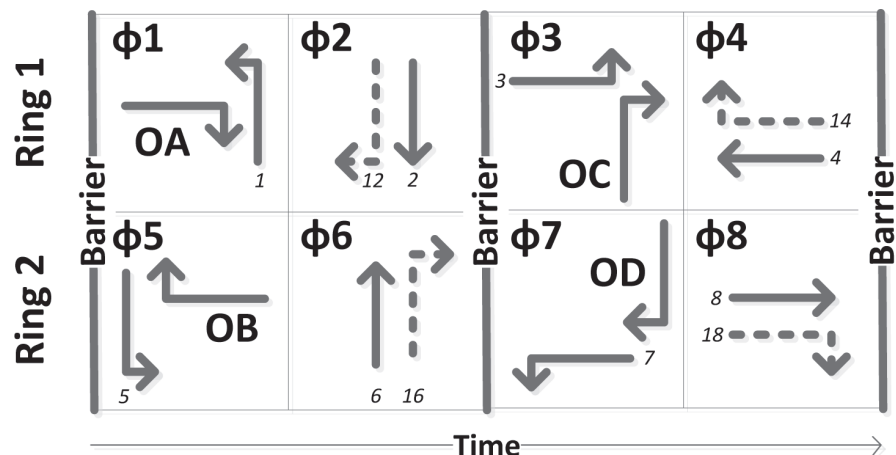 Ring 1
Ring 2
Barrier
Barrier
Barrier
ϕ1
OA
1
ϕ2
12
2
ϕ3
3
OC
ϕ4
14
4
ϕ5
OB
5
ϕ6
6
16
ϕ7
OD
7
ϕ8
8
18
Time